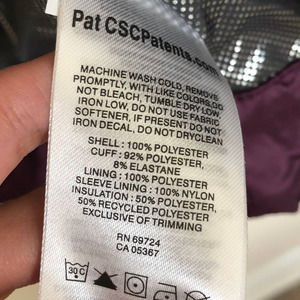 Pat CSCPatents.com
MACHINE WASH COLD, REMOVE
PROMPTLY, WITH LIKE COLORS, DO
NOT BLEACH, TUMBLE DRY LOW,
IRON LOW, DO NOT USE FABRIC
SOFTENER, IF PRESENT DO NOT
IRON DECAL, DO NOT DRYCLEAN
SHELL : 100% POLYESTER
CUFF : 92% POLYESTER,
8% ELASTANE
LINING : 100% POLYESTER
SLEEVE LINING : 100% NYLON
INSULATION : 50% POLYESTER,
50% RECYCLED POLYESTER
EXCLUSIVE OF TRIMMING
RN 69724
CA 05367
30°C